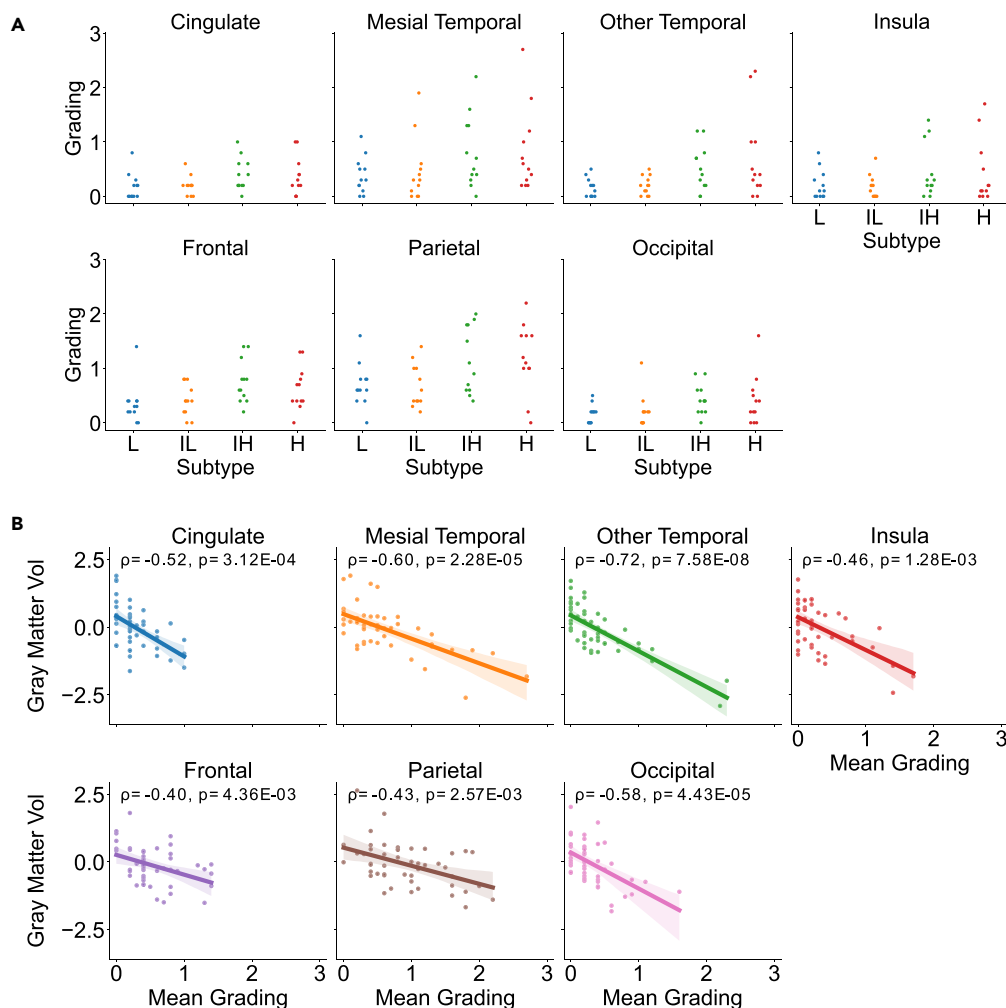 A
Cingulate Mesial Temporal Other Temporal Insula
3
2
1
0
Grading
L IL IH H
Subtype
Frontal Parietal Occipital
3
2
1
0
Grading
L IL IH H L IL IH H L IL IH H
Subtype Subtype Subtype
B
Cingulate Mesial Temporal Other Temporal Insula
ρ= -0.52, p= 3.12E-04 ρ= -0.60, p= 2.28E-05 ρ= -0.72, p= 7.58E-08 ρ= -0.46, p= 1.28E-03
2.5
0.0
−2.5
Gray Matter Vol
0 1 2 3
Mean Grading
Frontal Parietal Occipital
ρ= -0.40, p= 4.36E-03 ρ= -0.43, p= 2.57E-03 ρ= -0.58, p= 4.43E-05
2.5
0.0
−2.5
Gray Matter Vol
0 1 2 3 0 1 2 3 0 1 2 3
Mean Grading Mean Grading Mean Grading